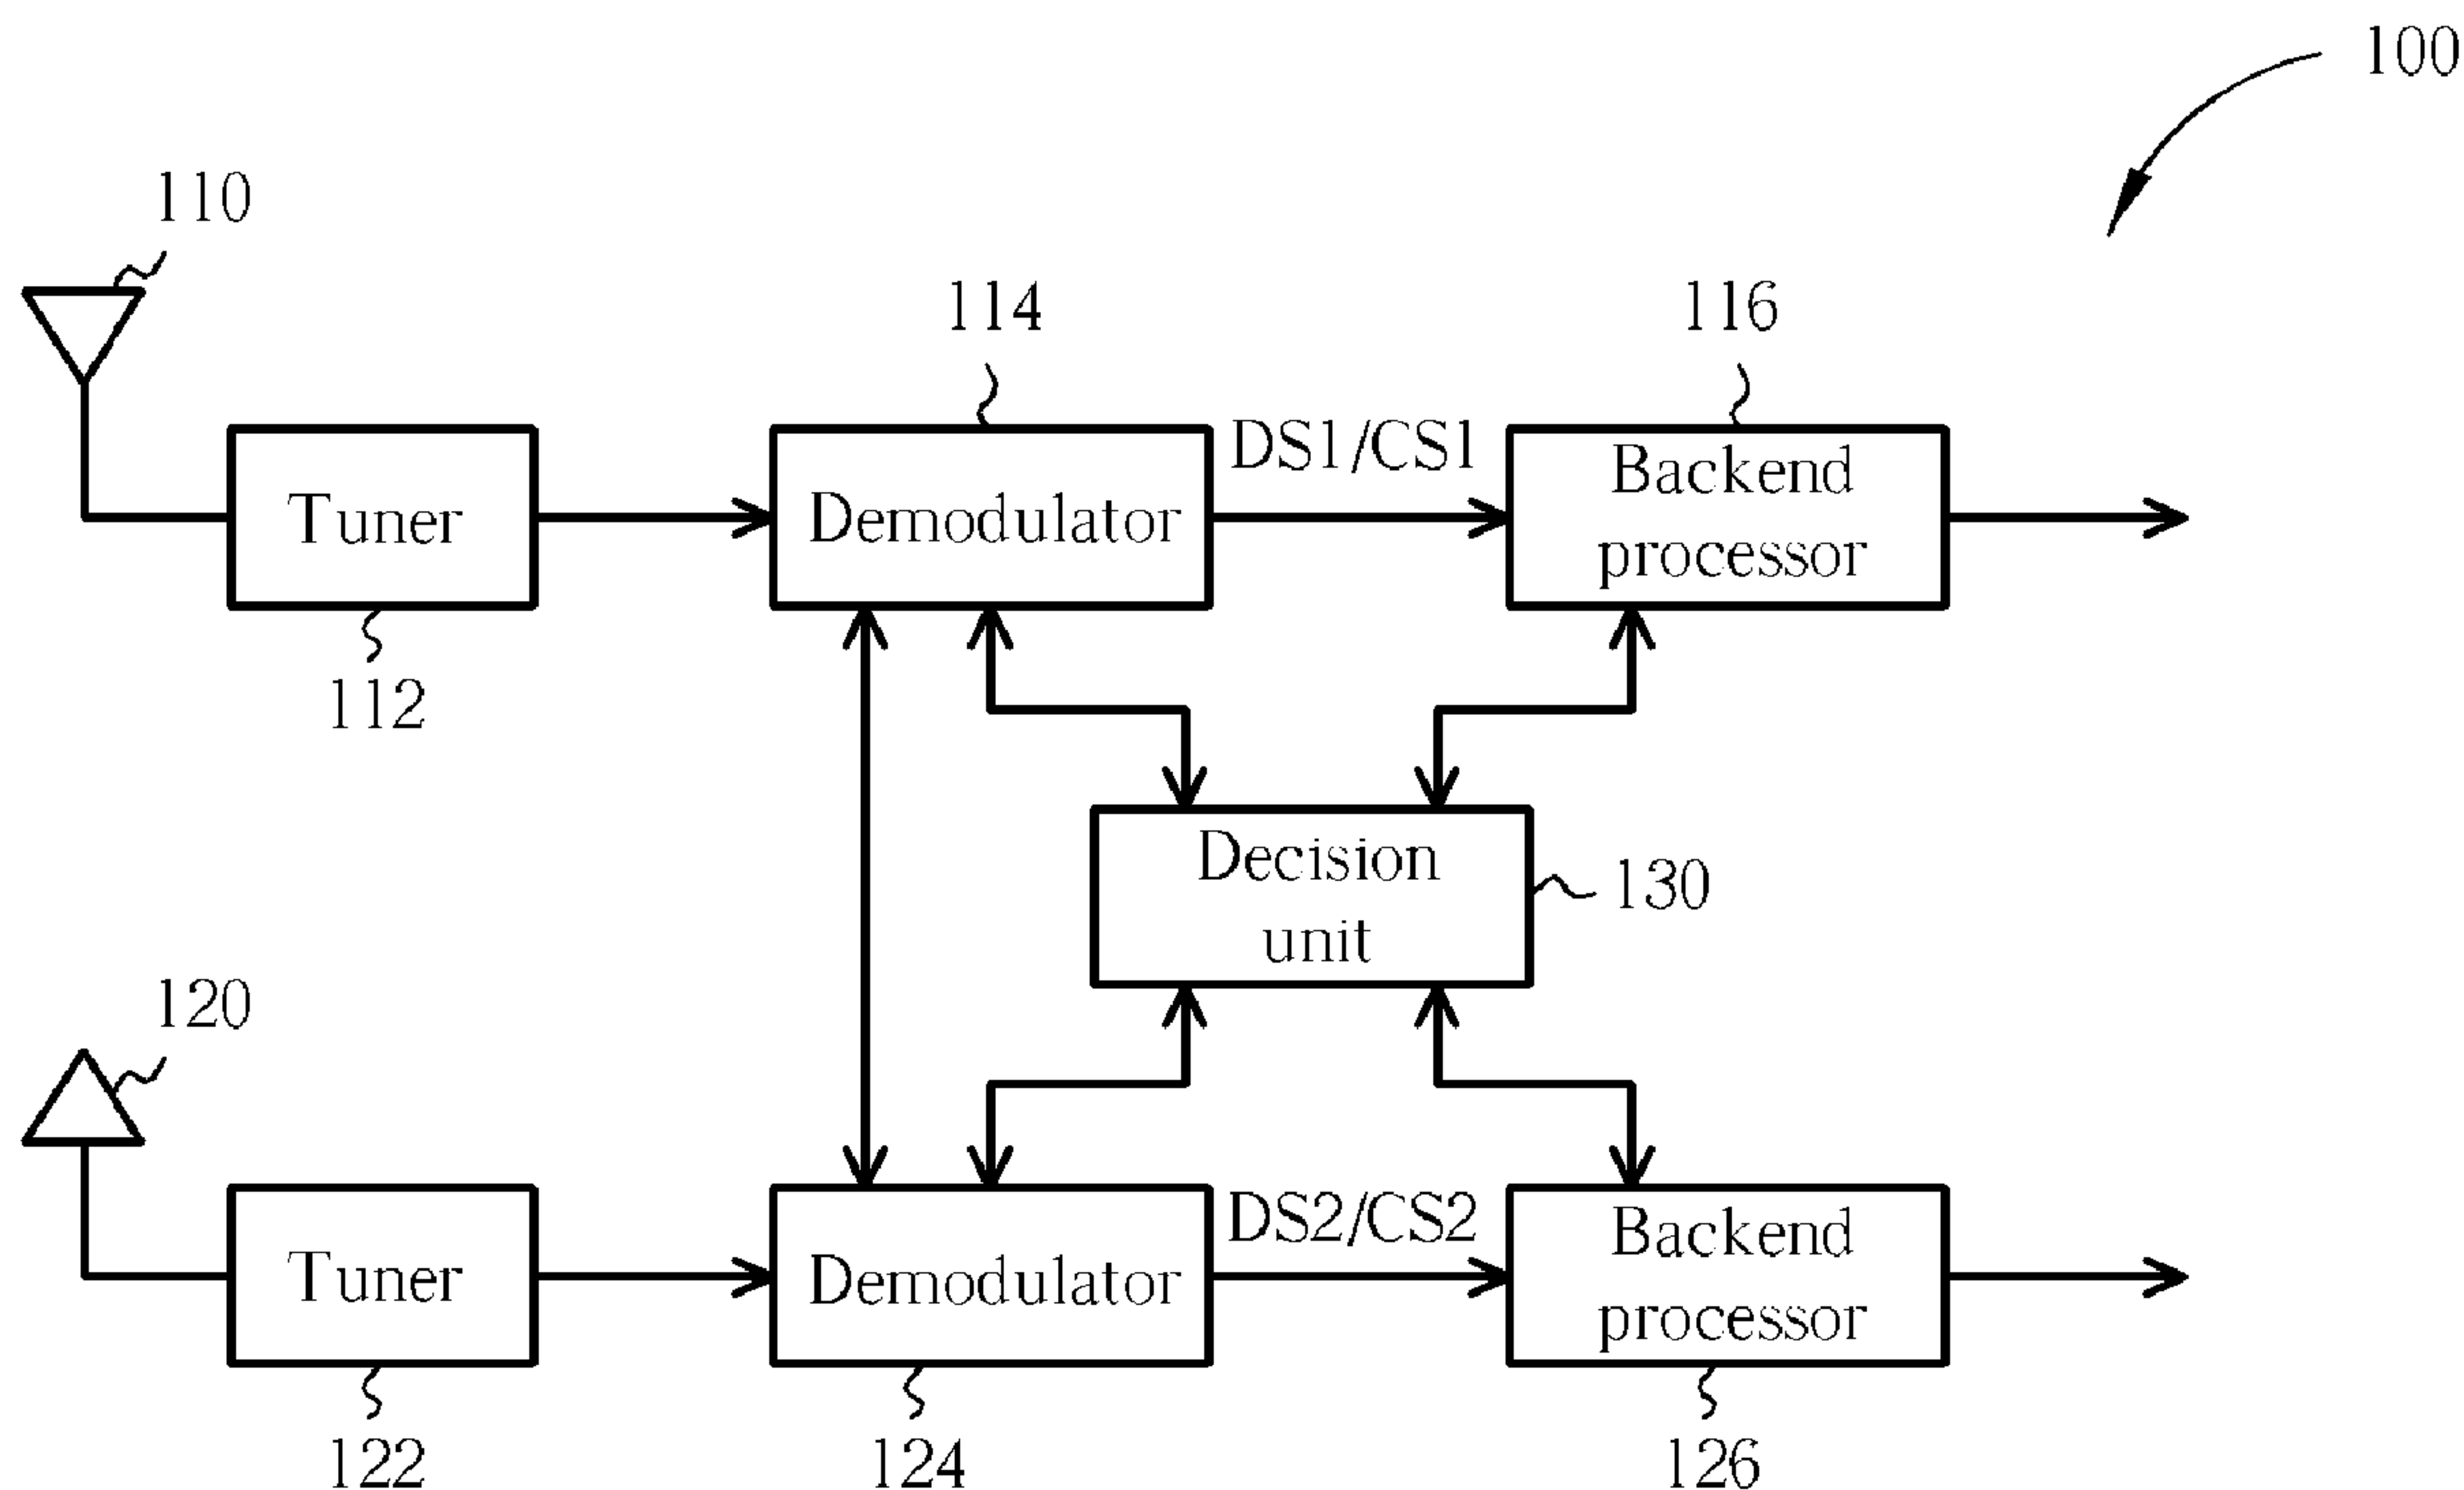 100
110
114
116
DS1/CS1
Tuner
Demodulator
Backend
processor
112
Decision
unit
130
120
DS2/CS2
Tuner
Demodulator
Backend
processor
122
124
126